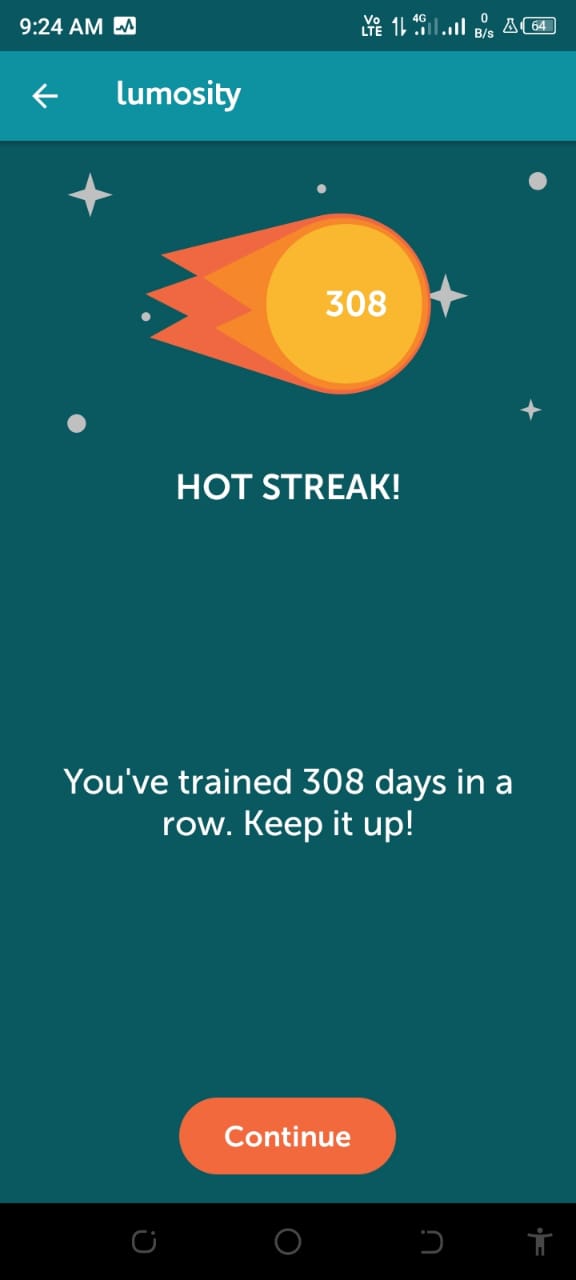 9:24 AM
Vo LTE 4G 0 B/s 64
lumosity
308
HOT STREAK!
You've trained 308 days in a
row. Keep it up!
Continue